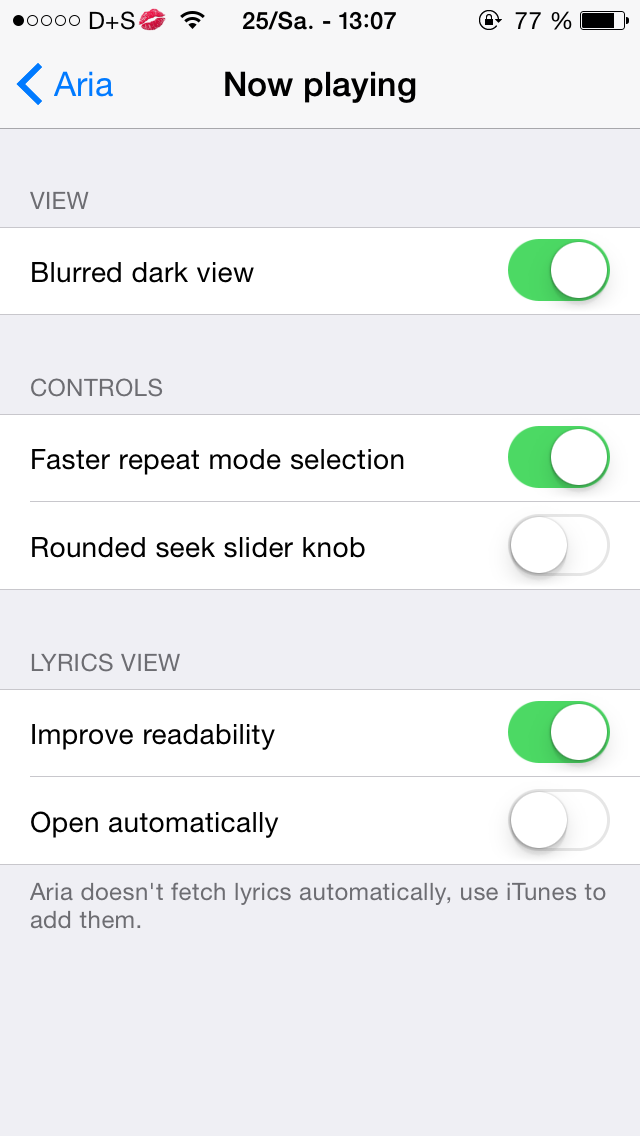 D+S💋 25/Sa. - 13:07 77 %
Aria Now playing
VIEW
Blurred dark view
CONTROLS
Faster repeat mode selection
Rounded seek slider knob
LYRICS VIEW
Improve readability
Open automatically
Aria doesn't fetch lyrics automatically, use iTunes to
add them.